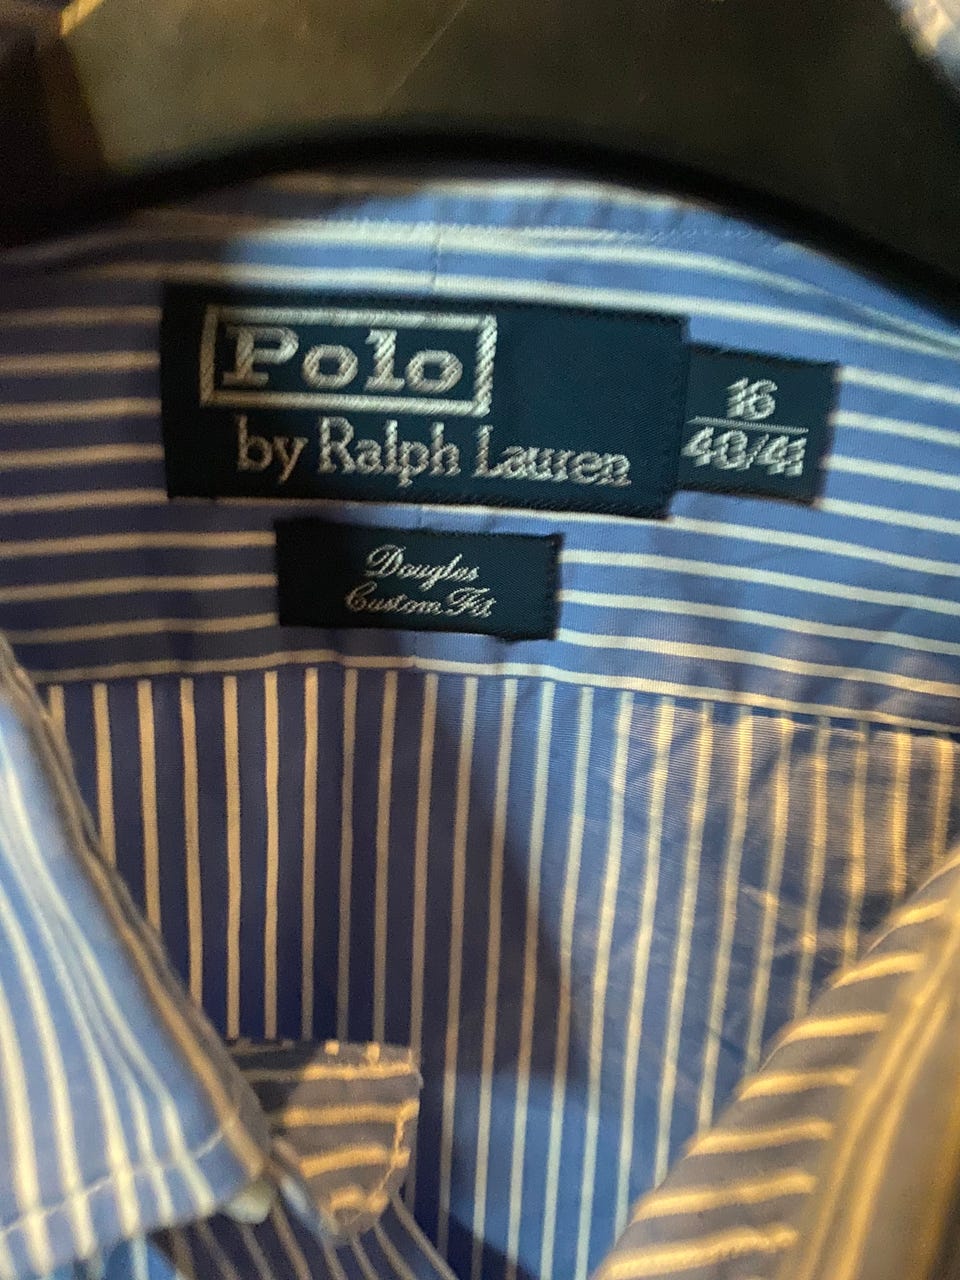 Polo
by Ralph Lauren
16
40/41
Douglas
Custom Fit